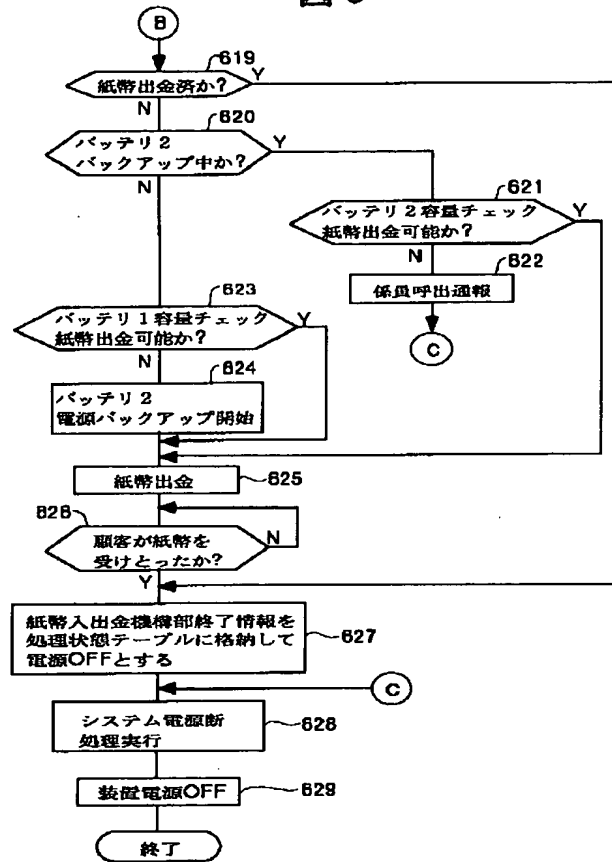 B
619
紙幣出金済か?
Y
N
620
バッテリ2
バックアップ中か?
Y
N
621
バッテリ2容量チェック
紙幣出金可能か?
Y
N
622
係員呼出通報
C
623
バッテリ1容量チェック
紙幣出金可能か?
Y
N
624
バッテリ2
電源バックアップ開始
紙幣出金
625
626
顧客が紙幣を
受けとったか?
N
Y
紙幣入出金機構部終了情報を
処理状態テーブルに格納して
電源OFFとする
627
C
システム電源断
処理実行
628
装置電源OFF
629
終了